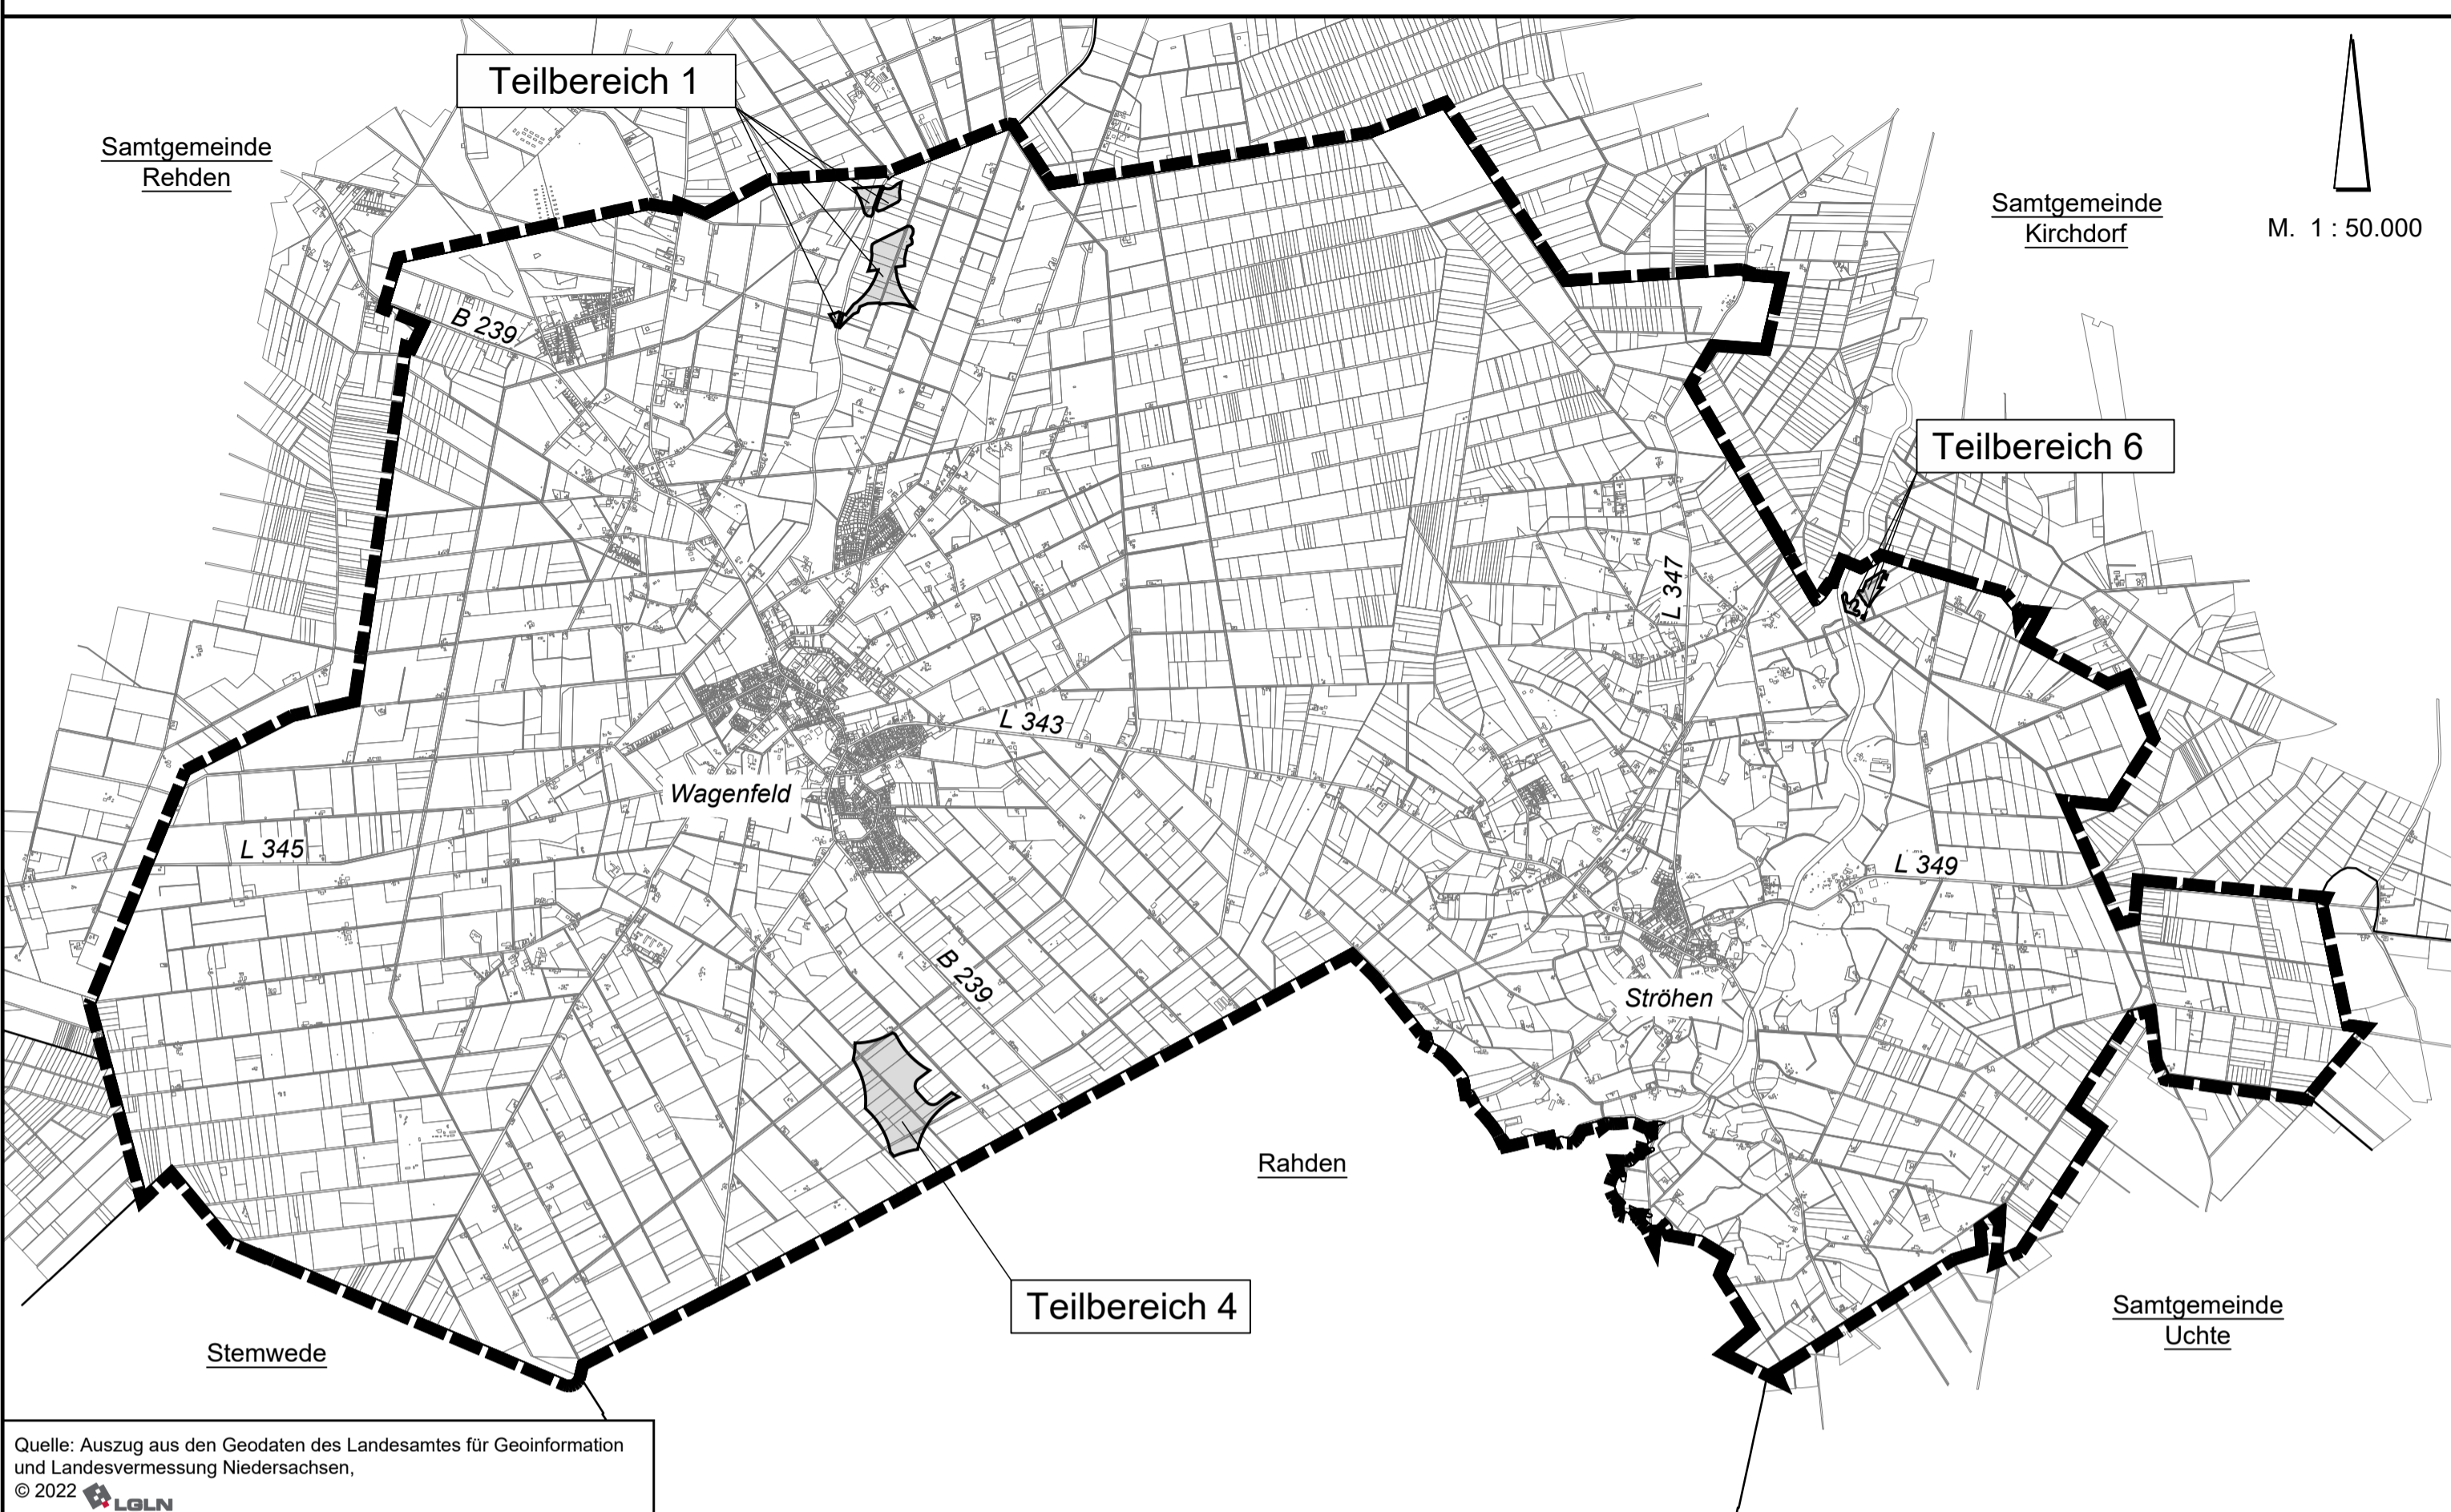 Teilbereich 1
Samtgemeinde
Rehden
Samtgemeinde
Kirchdorf
M. 1 : 50.000
B 239
Teilbereich 6
L 347
L 343
Wagenfeld
L 345
L 349
B 239
Ströhen
Rahden
Teilbereich 4
Samtgemeinde
Uchte
Stemwede
Quelle: Auszug aus den Geodaten des Landesamtes für Geoinformation
und Landesvermessung Niedersachsen,
© 2022 LGLN